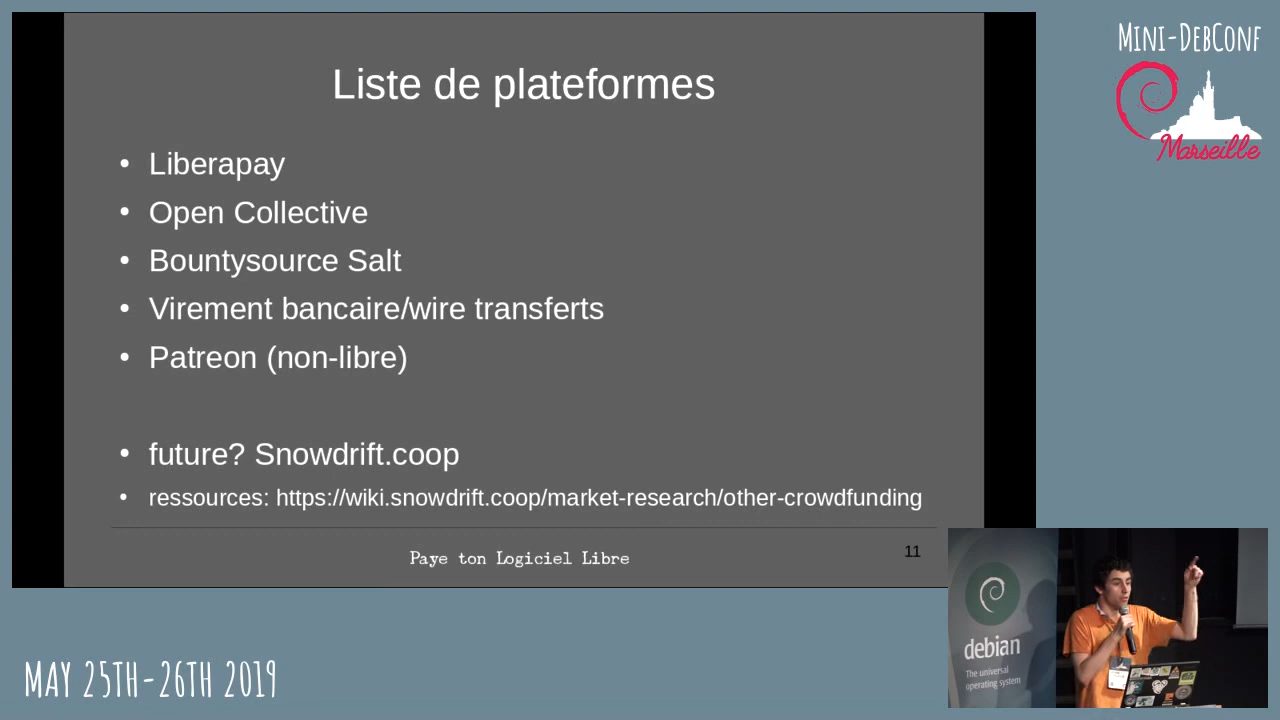 Liste de plateformes
• Liberapay
• Open Collective
• Bountysource Salt
• Virement bancaire/wire transferts
• Patreon (non-libre)
• future? Snowdrift.coop
• ressources: https://wiki.snowdrift.coop/market-research/other-crowdfunding
Paye ton Logiciel Libre
11
Mini-DebConf
Marseille
debian
The universal
operating system
May 25th-26th 2019